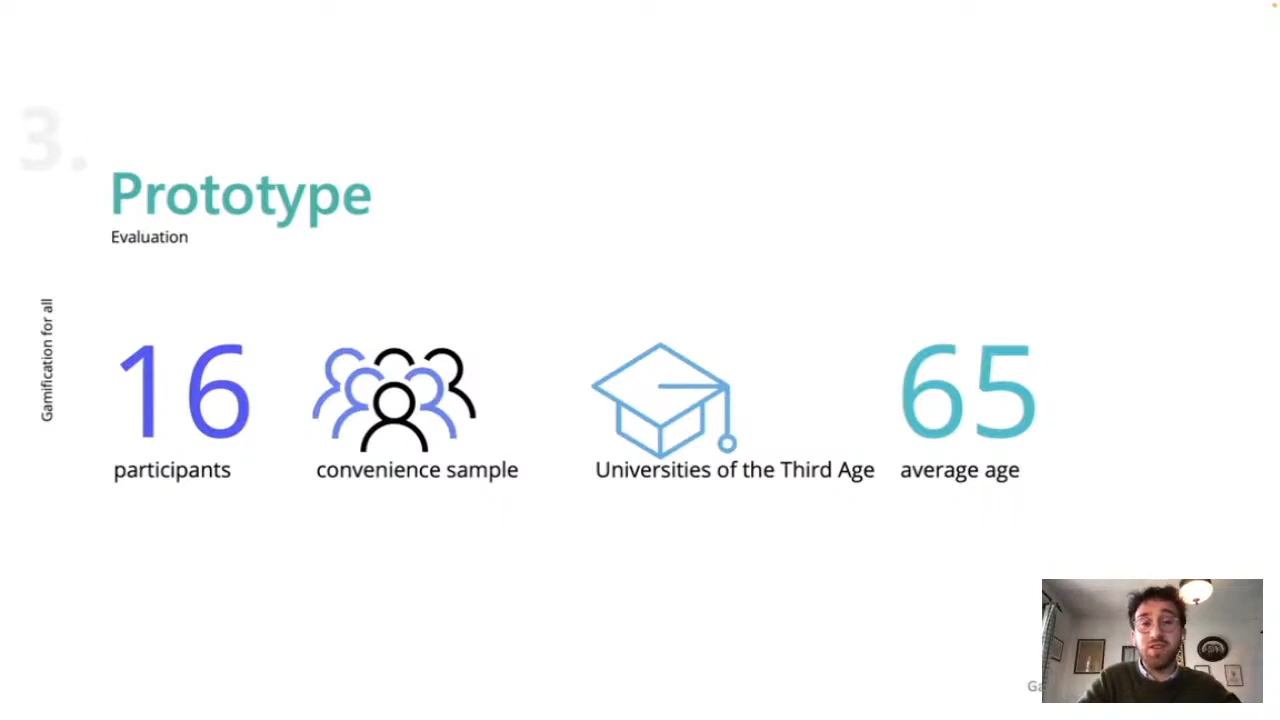 3.
Prototype
Evaluation
Gamification for all
16
participants
convenience sample
Universities of the Third Age
65
average age